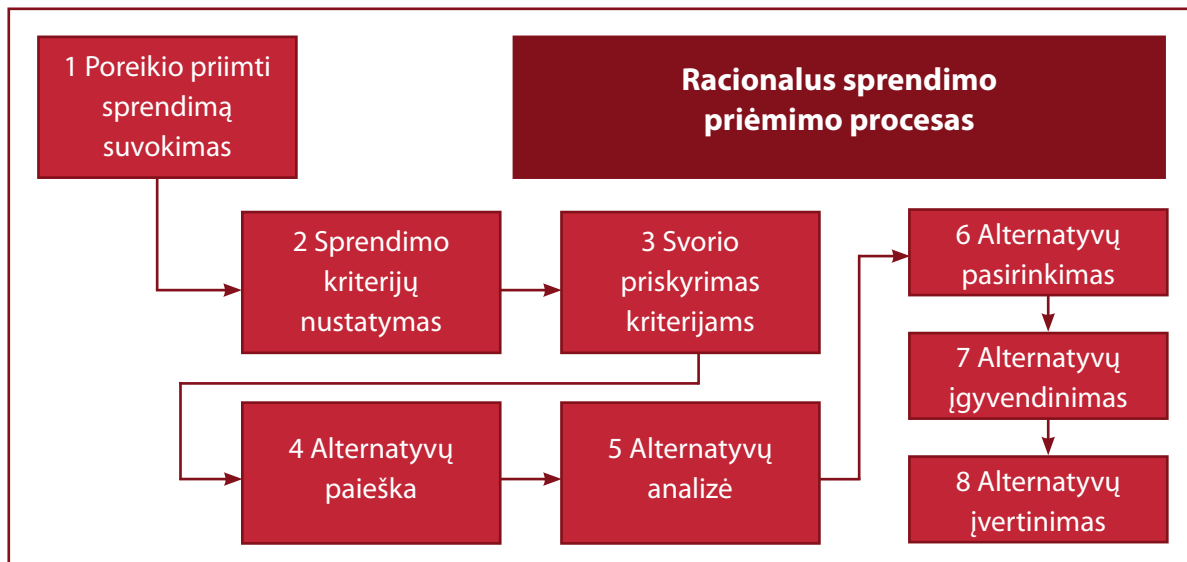 1 Poreikio priimti
sprendimą
suvokimas
Racionalus sprendimo
priėmimo procesas
2 Sprendimo
kriterijų
nustatymas
3 Svorio
priskyrimas
kriterijams
4 Alternatyvų
paieška
5 Alternatyvų
analizė
6 Alternatyvų
pasirinkimas
7 Alternatyvų
įgyvendinimas
8 Alternatyvų
įvertinimas